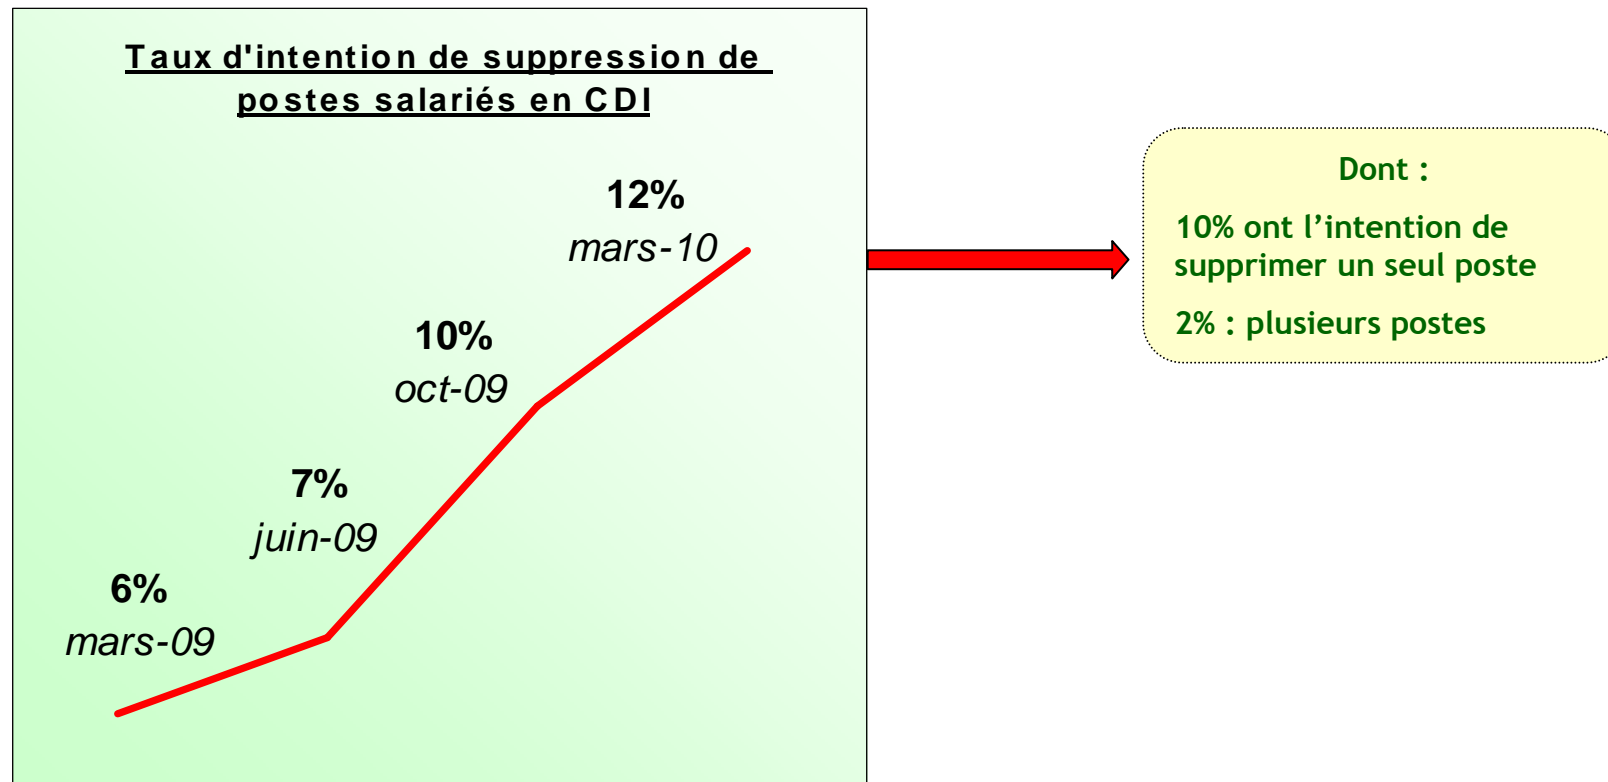 Taux d'intention de suppression de
postes salariés en CDI
12%
mars-10
10%
oct-09
7%
juin-09
6%
mars-09
Dont :
10% ont l’intention de
supprimer un seul poste
2% : plusieurs postes